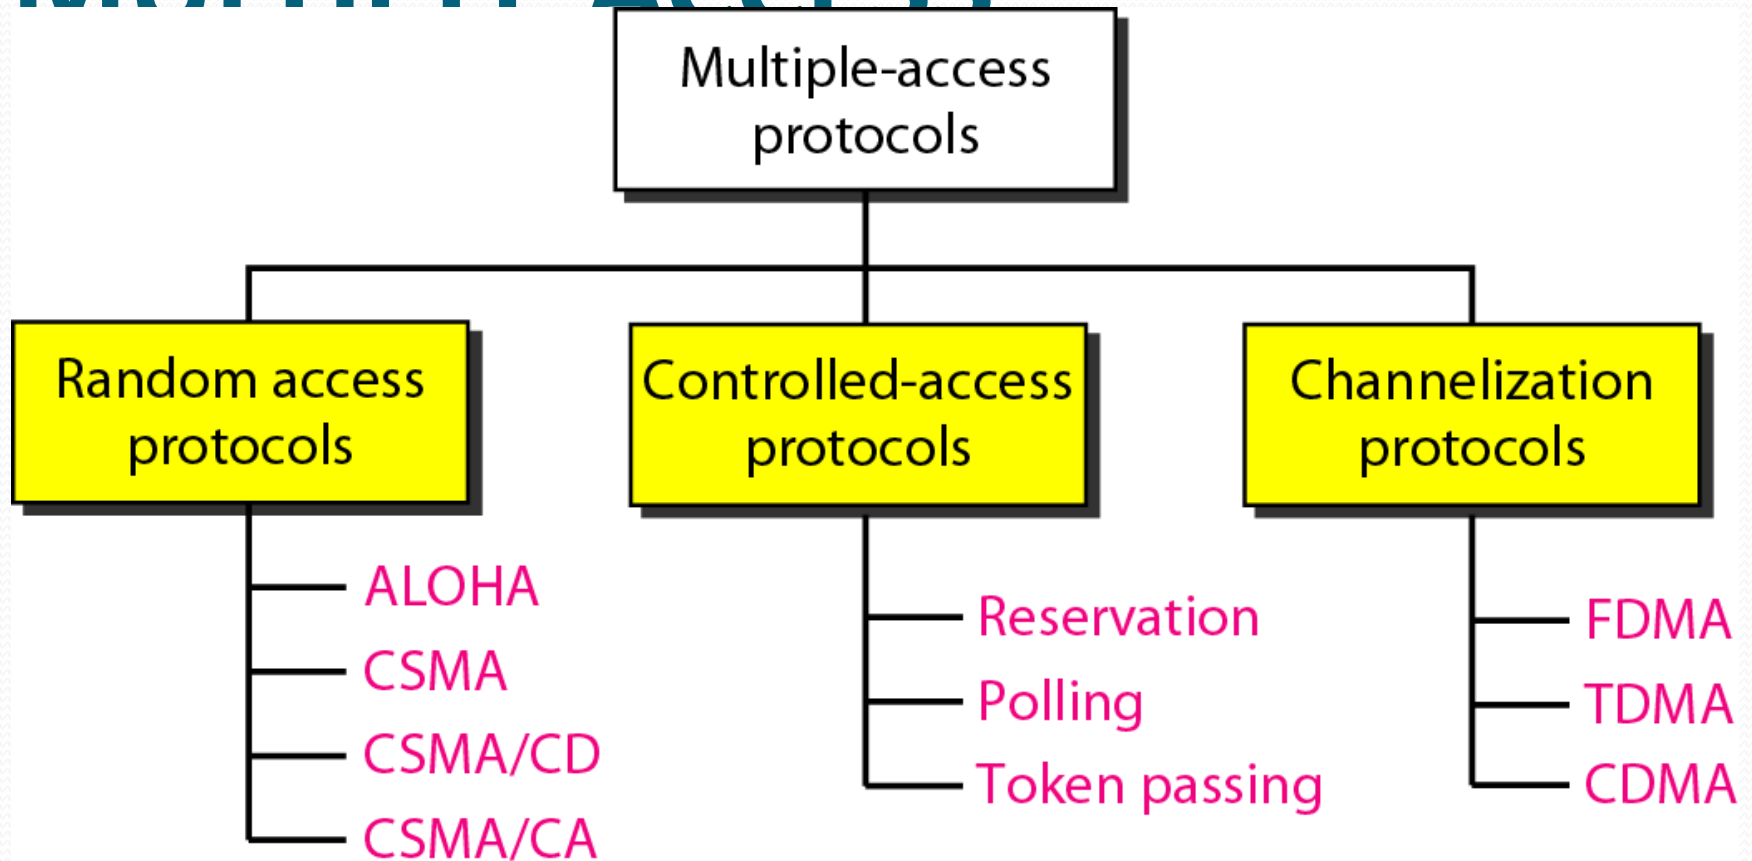 Multiple-access
protocols
Random access
protocols
Controlled-access
protocols
Channelization
protocols
ALOHA
CSMA
CSMA/CD
CSMA/CA
Reservation
Polling
Token passing
FDMA
TDMA
CDMA